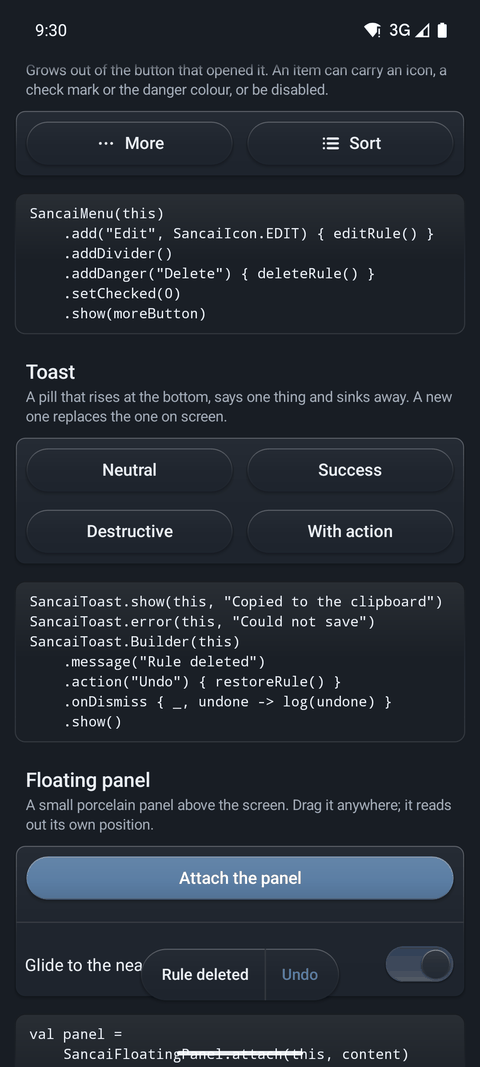 9:30
3G
Grows out of the button that opened it. An item can carry an icon, a
check mark or the danger colour, or be disabled.
More
Sort
SancaiMenu(this)
    .add("Edit", SancaiIcon.EDIT) { editRule() }
    .addDivider()
    .addDanger("Delete") { deleteRule() }
    .setChecked(0)
    .show(moreButton)
Toast
A pill that rises at the bottom, says one thing and sinks away. A new
one replaces the one on screen.
Neutral
Success
Destructive
With action
SancaiToast.show(this, "Copied to the clipboard")
SancaiToast.error(this, "Could not save")
SancaiToast.Builder(this)
    .message("Rule deleted")
    .action("Undo") { restoreRule() }
    .onDismiss { _, undone -> log(undone) }
    .show()
Floating panel
A small porcelain panel above the screen. Drag it anywhere; it reads
out its own position.
Attach the panel
Glide to the nea
Rule deleted
Undo
val panel =
    SancaiFloatingPanel.attach(this, content)